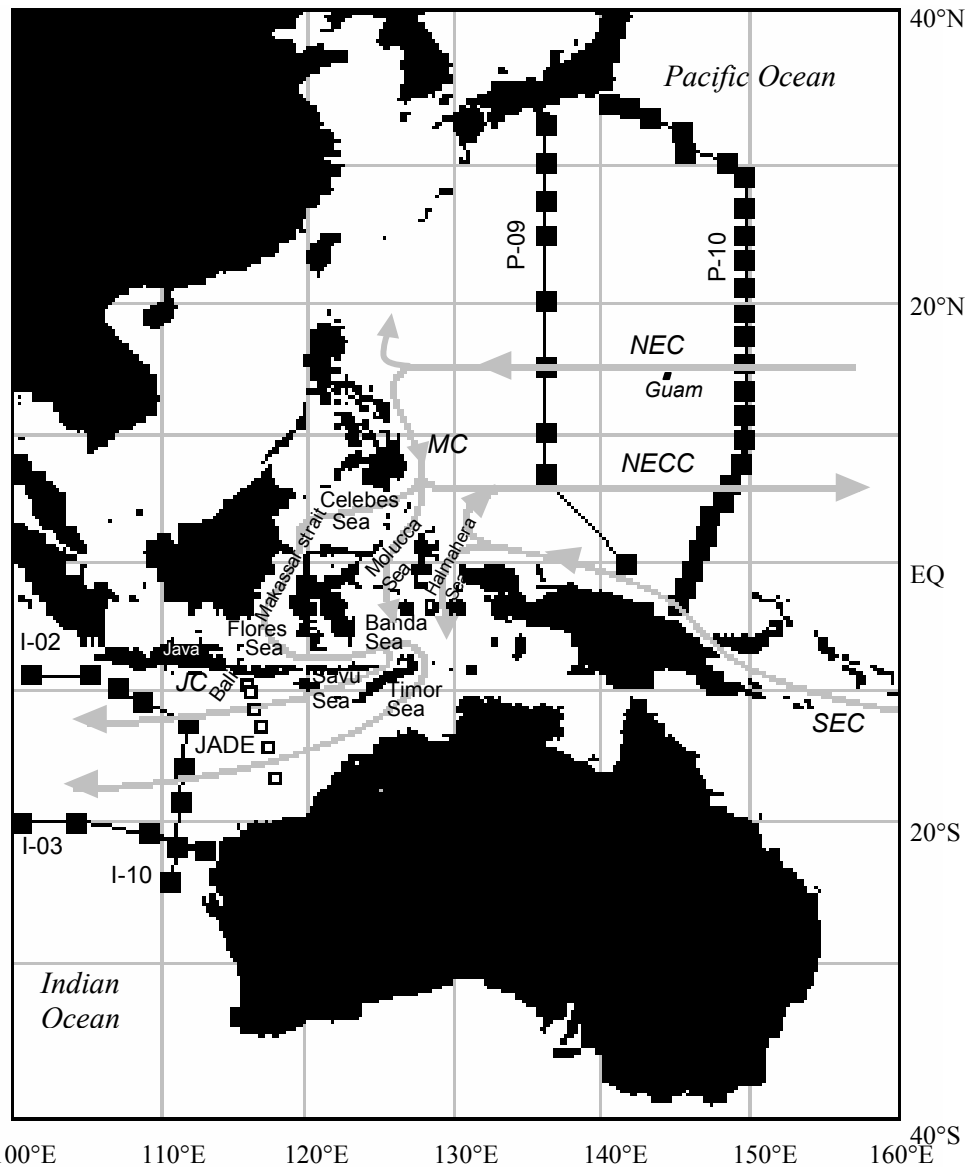 40°N
Pacific Ocean
P-09
P-10
20°N
NEC
Guam
MC
NECC
Celebes
Sea
Makassar strait
Molucca
Sea
Halmahera
Sea
EQ
I-02
Flores
Sea
Banda
Sea
Java
JC
Bali
Savu
Sea
Timor
Sea
SEC
JADE
20°S
I-03
I-10
Indian
Ocean
40°S
00°E
110°E
120°E
130°E
140°E
150°E
160°E